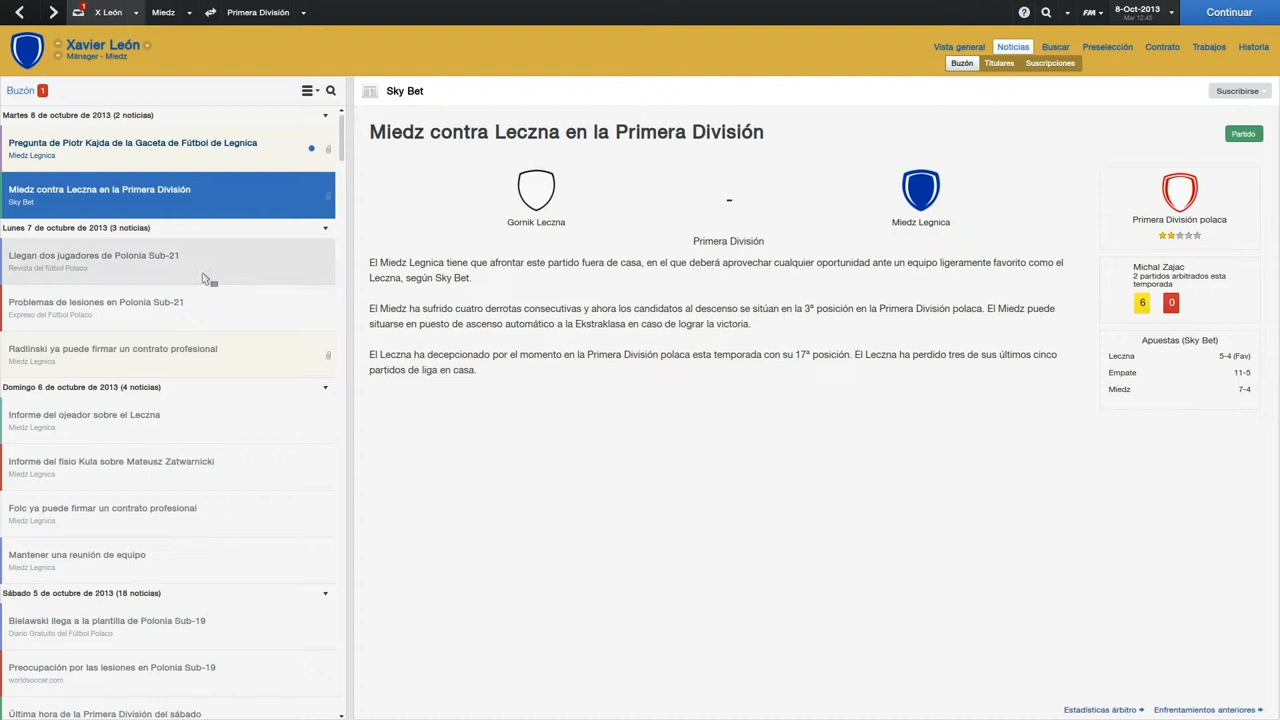 1
X León
Miedz
Primera División
FM
8-Oct-2013
Mar 12:45
Continuar
Xavier León
Mánager - Miedz
Vista general
Noticias
Buscar
Preselección
Contrato
Trabajos
Historia
Buzón
Titulares
Suscripciones
Buzón 1
Martes 8 de octubre de 2013 (2 noticias)
Pregunta de Piotr Kajda de la Gaceta de Fútbol de Legnica
Miedz Legnica
Miedz contra Leczna en la Primera División
Sky Bet
Lunes 7 de octubre de 2013 (3 noticias)
Llegan dos jugadores de Polonia Sub-21
Revista del fútbol Polaco
Problemas de lesiones en Polonia Sub-21
Expreso del Fútbol Polaco
Radlinski ya puede firmar un contrato profesional
Miedz Legnica
Domingo 6 de octubre de 2013 (4 noticias)
Informe del ojeador sobre el Leczna
Miedz Legnica
Informe del fisio Kula sobre Mateusz Zatwarnicki
Miedz Legnica
Folc ya puede firmar un contrato profesional
Miedz Legnica
Mantener una reunión de equipo
Miedz Legnica
Sábado 5 de octubre de 2013 (18 noticias)
Bielawski llega a la plantilla de Polonia Sub-19
Diario Gratuito del Fútbol Polaco
Preocupación por las lesiones en Polonia Sub-19
worldsoccer.com
Última hora de la Primera División del sábado
Sky Bet
Suscribirse
Miedz contra Leczna en la Primera División
Partido
Gornik Leczna
-
Miedz Legnica
Primera División
El Miedz Legnica tiene que afrontar este partido fuera de casa, en el que deberá aprovechar cualquier oportunidad ante un equipo ligeramente favorito como el
Leczna, según Sky Bet.
El Miedz ha sufrido cuatro derrotas consecutivas y ahora los candidatos al descenso se sitúan en la 3ª posición en la Primera División polaca. El Miedz puede
situarse en puesto de ascenso automático a la Ekstraklasa en caso de lograr la victoria.
El Leczna ha decepcionado por el momento en la Primera División polaca esta temporada con su 17ª posición. El Leczna ha perdido tres de sus últimos cinco
partidos de liga en casa.
Primera División polaca
Michal Zajac
2 partidos arbitrados esta
temporada
6
0
Apuestas (Sky Bet)
Leczna 5-4 (Fav)
Empate 11-5
Miedz 7-4
Estadísticas árbitro
Enfrentamientos anteriores